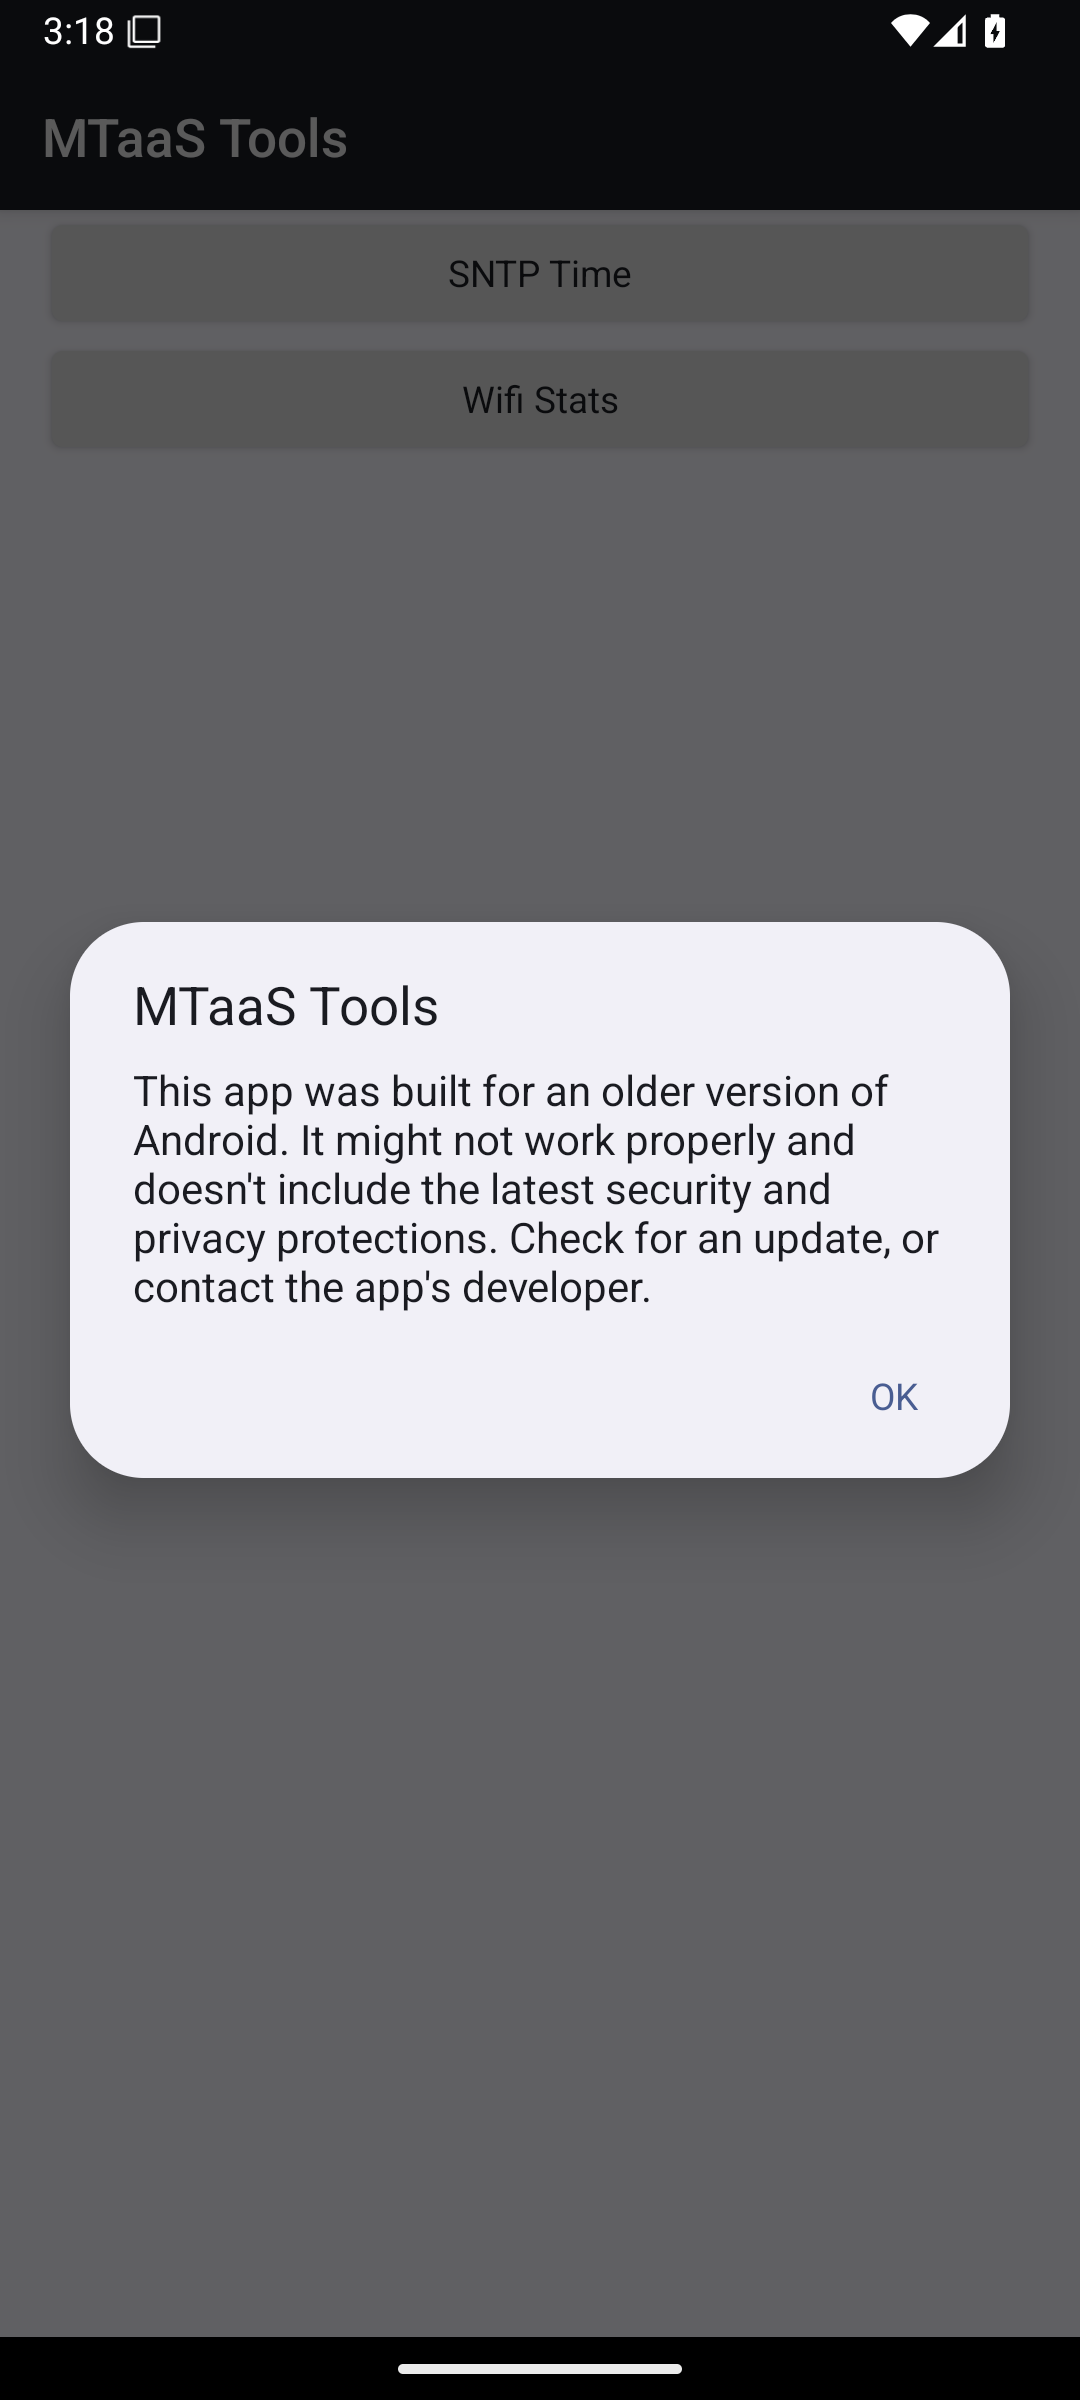 3:18
MTaaS Tools
SNTP Time
Wifi Stats
MTaaS Tools
This app was built for an older version of
Android. It might not work properly and
doesn't include the latest security and
privacy protections. Check for an update, or
contact the app's developer.
OK